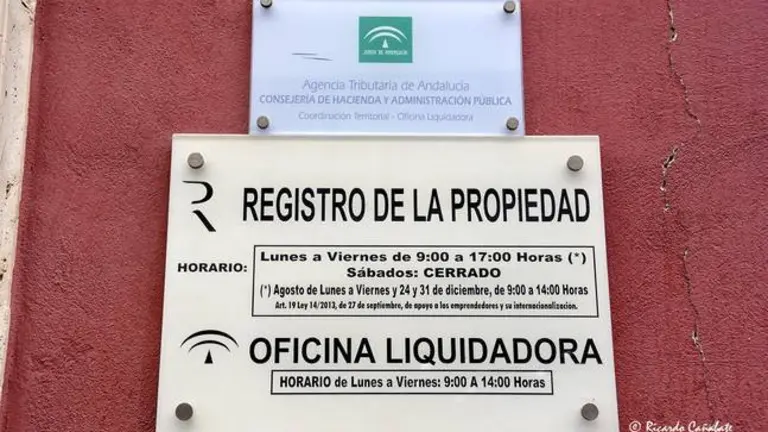 JUNTA DE ANDALUCIA
Agencia Tributaria de Andalucía
CONSEJERÍA DE HACIENDA Y ADMINISTRACIÓN PÚBLICA
Coordinación Territorial - Oficina Liquidadora
R REGISTRO DE LA PROPIEDAD
HORARIO:
Lunes a Viernes de 9:00 a 17:00 Horas (*)
Sábados: CERRADO
(*) Agosto de Lunes a Viernes y 24 y 31 de diciembre, de 9:00 a 14:00 Horas
Art. 19 Ley 14/2013, de 27 de septiembre, de apoyo a los emprendedores y su internacionalización.
OFICINA LIQUIDADORA
HORARIO de Lunes a Viernes: 9:00 A 14:00 Horas
© Ricardo Cañabate